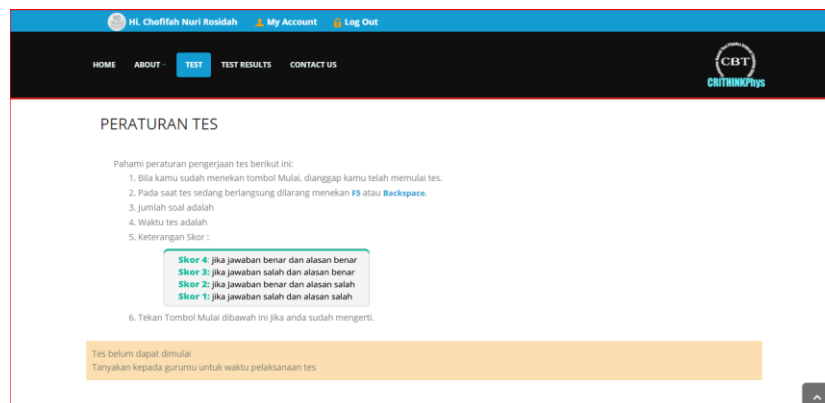 Hi, Chofifah Nuri Rosidah My Account Log Out
HOME ABOUT TEST TEST RESULTS CONTACT US
CBT
CRITHINKPhys
PERATURAN TES
Pahami peraturan pengerjaan tes berikut ini:
1. Bila kamu sudah menekan tombol Mulai, dianggap kamu telah memulai tes.
2. Pada saat tes sedang berlangsung dilarang menekan F5 atau Backspace.
3. Jumlah soal adalah
4. Waktu tes adalah
5. Keterangan Skor :
Skor 4: jika jawaban benar dan alasan benar
Skor 3: jika jawaban salah dan alasan benar
Skor 2: jika Jawaban benar dan alasan salah
Skor 1: jika jawaban salah dan alasan salah
6. Tekan Tombol Mulai dibawah ini jika anda sudah mengerti.
Tes belum dapat dimulai
Tanyakan kepada gurumu untuk waktu pelaksanaan tes